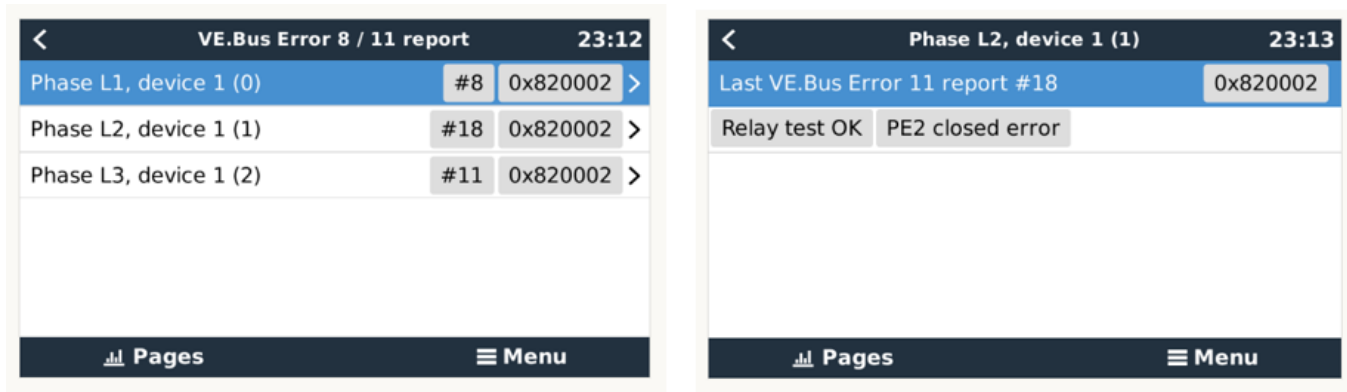 VE.Bus Error 8 / 11 report 23:12
Phase L1, device 1 (0) #8 0x820002
Phase L2, device 1 (1) #18 0x820002
Phase L3, device 1 (2) #11 0x820002
Pages Menu
Phase L2, device 1 (1) 23:13
Last VE.Bus Error 11 report #18 0x820002
Relay test OK PE2 closed error
Pages Menu